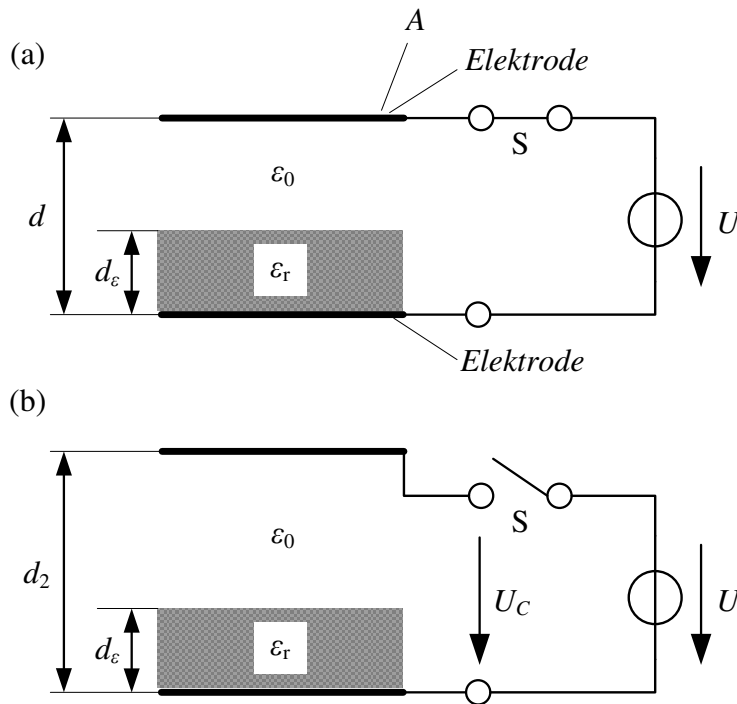 A
(a)
Elektrode
S
ε0
d
U
dε
εr
Elektrode
(b)
S
ε0
d2
UC
U
dε
εr